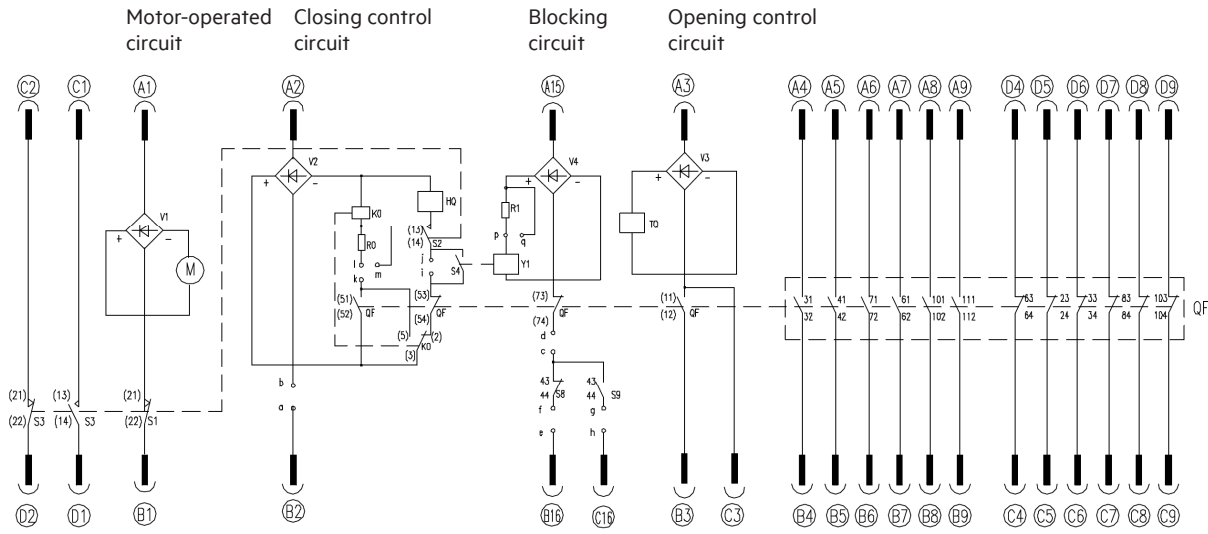 Motor-operated circuit
Closing control circuit
Blocking circuit
Opening control circuit
C2 C1 A1 A2 A15 A3 A4 A5 A6 A7 A8 A9 D4 D5 D6 D7 D8 D9
V1
+ -
M
V2
+ -
K0
R0
l m
k
HQ
(13)
(14) S2
j
i
S4
(51)
(52) QF
(53)
(54) QF
(5) (2)
K0
(3)
b
a
V4
+ -
R1
p q
Y1
(73)
(74) QF
d
c
43
44 S8
43
44 S9
f g
e h
V3
+ -
TQ
(11)
(12) QF
31 41 71 61 101 111 63 23 33 83 93 103
32 42 72 62 102 112 64 24 34 84 94 104
QF
(21)
(22) S3
(13)
(14) S3
(21)
(22) S1
D2 D1 B1 B2 B16 C16 B3 C3 B4 B5 B6 B7 B8 B9 C4 C5 C6 C7 C8 C9